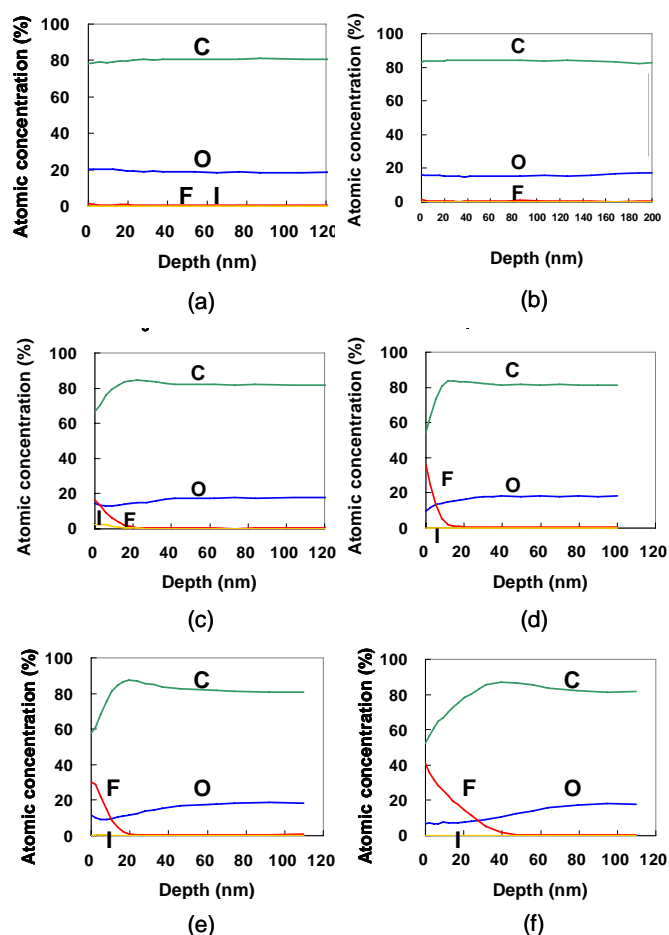 Atomic concentration (%)
100
80
60
40
20
0
C
O
F I
0 20 40 60 80 100 120
Depth (nm)
(a)
Atomic concentration (%)
100
80
60
40
20
0
C
O
F
0 20 40 60 80 100 120 140 160 180 200
Depth (nm)
(b)
Atomic concentration (%)
100
80
60
40
20
0
C
O
I F
0 20 40 60 80 100 120
Depth (nm)
(c)
Atomic concentration (%)
100
80
60
40
20
0
C
F
O
I
0 20 40 60 80 100 120
Depth (nm)
(d)
Atomic concentration (%)
100
80
60
40
20
0
C
F
O
I
0 20 40 60 80 100 120
Depth (nm)
(e)
Atomic concentration (%)
100
80
60
40
20
0
C
F
O
I
0 20 40 60 80 100 120
Depth (nm)
(f)